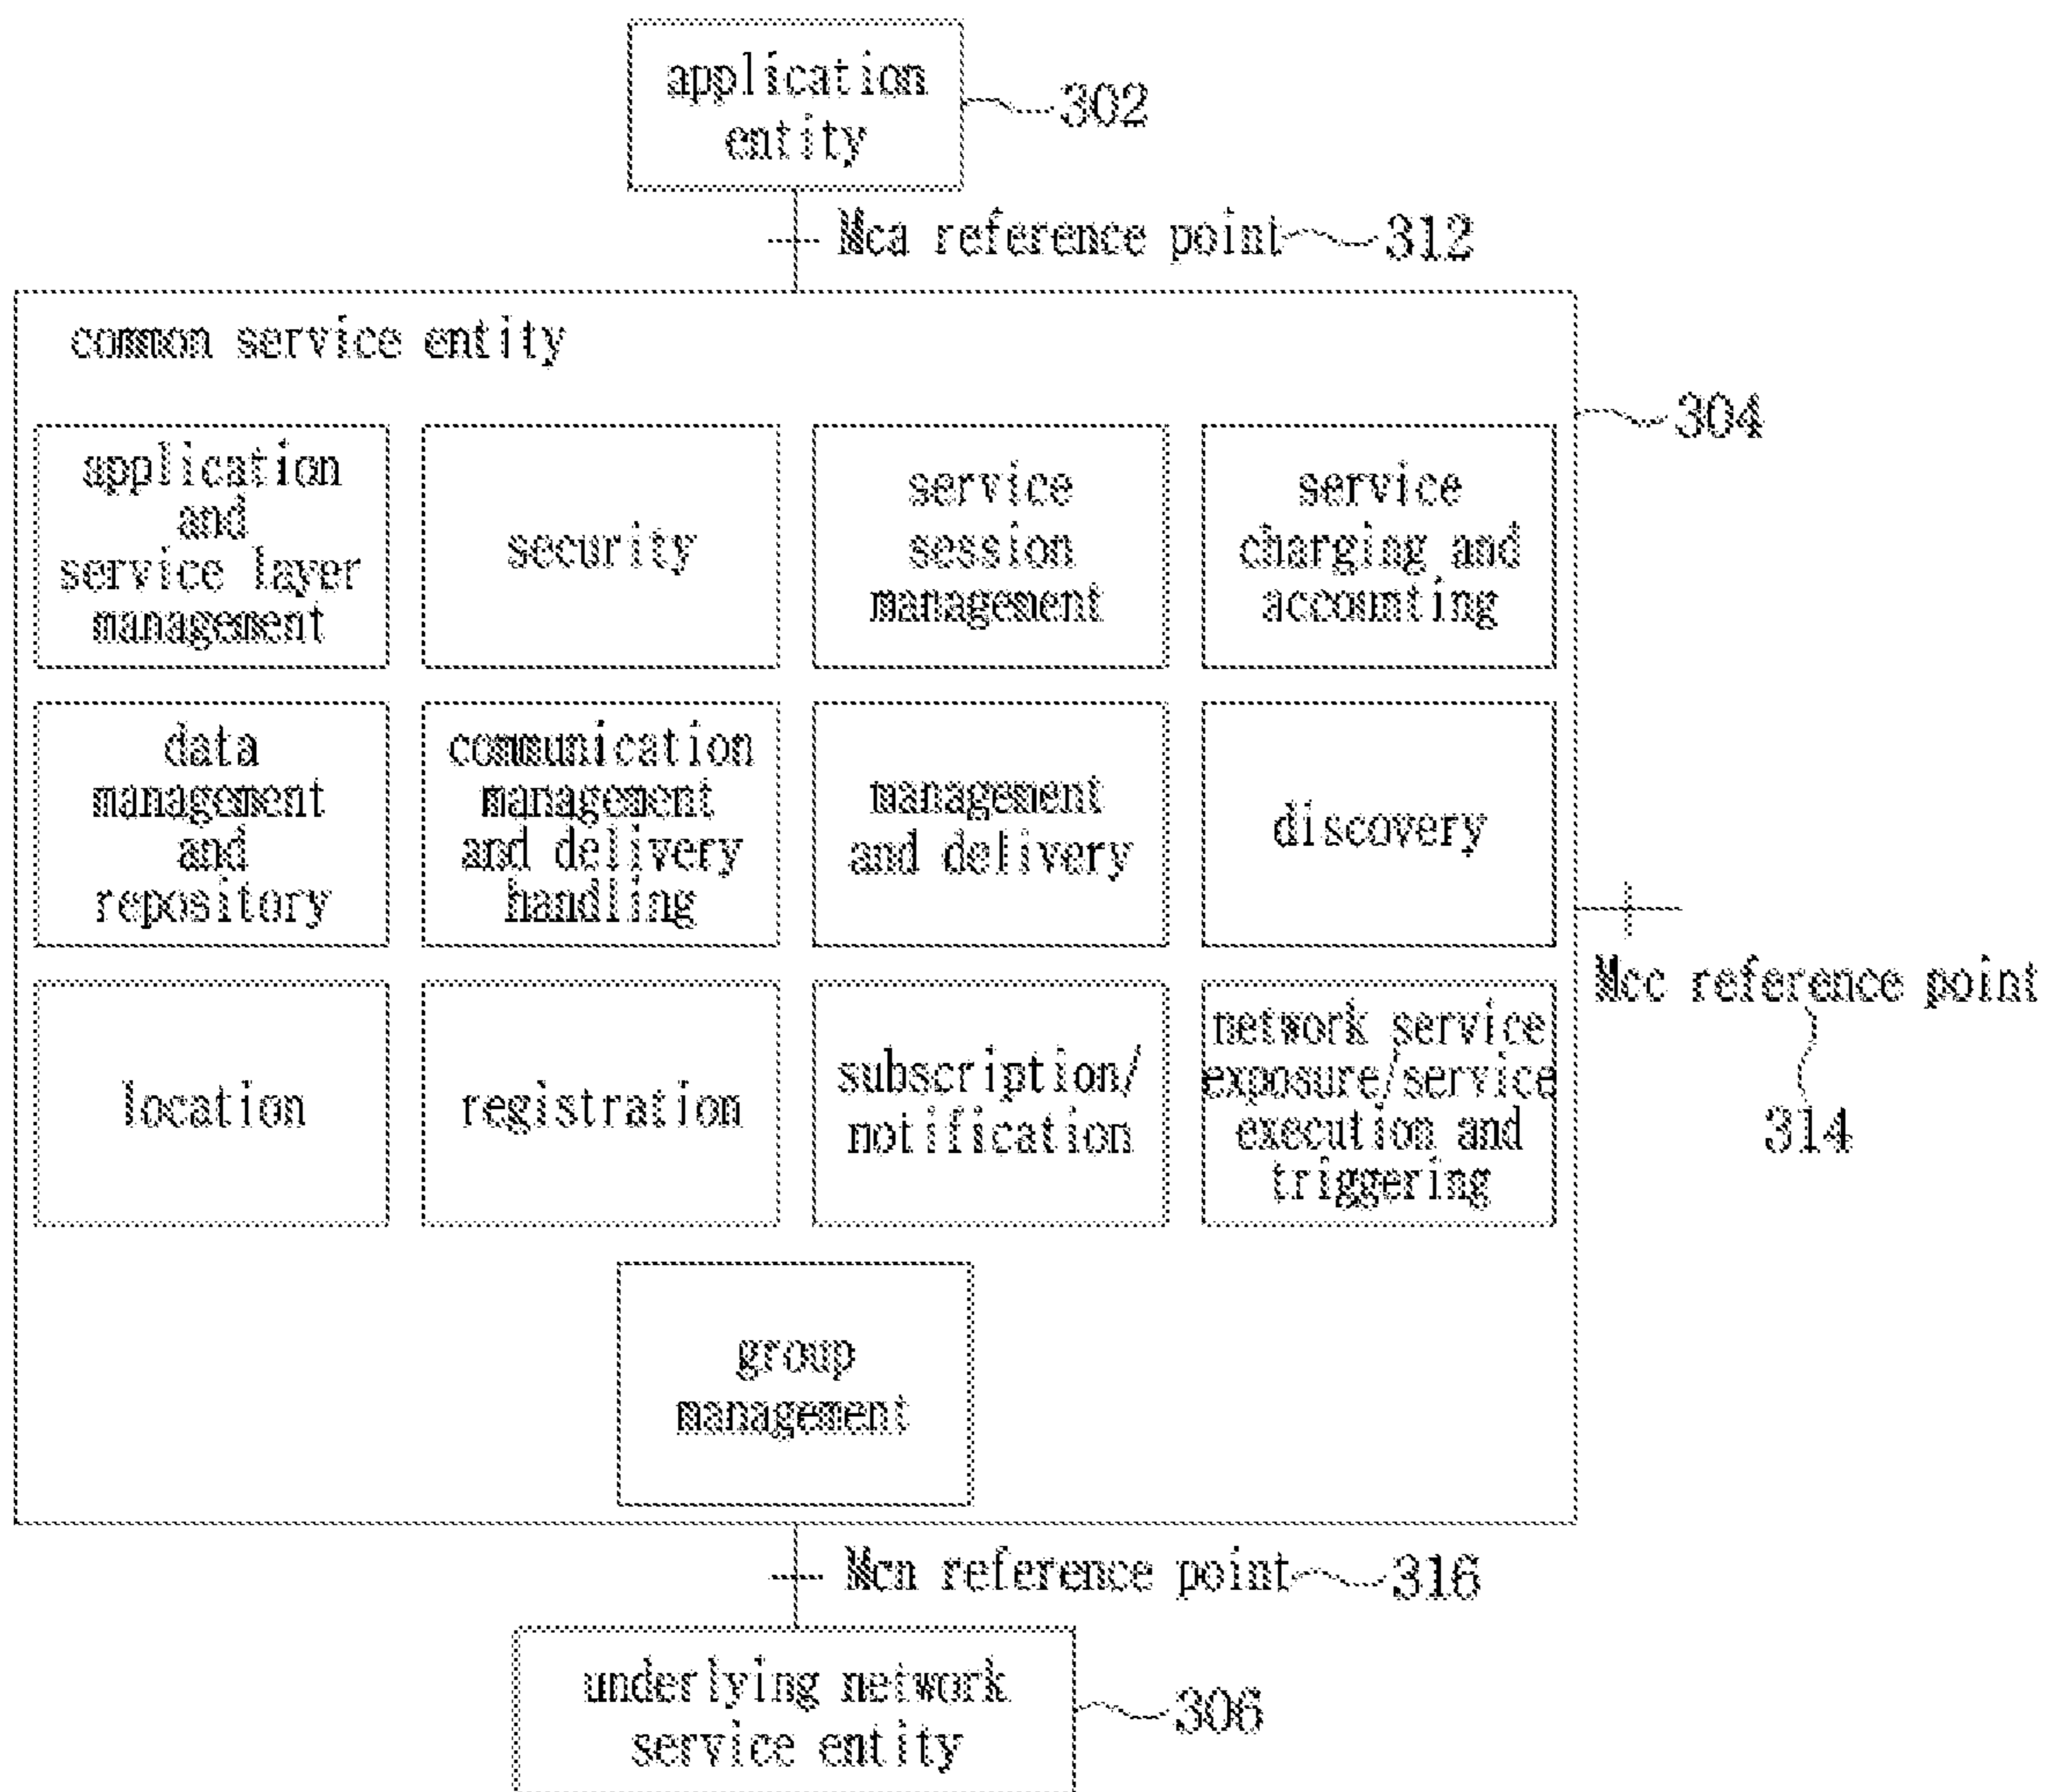 application
entity
302
Mca reference point
312
common service entity
304
application
and
service layer
management
security
service
session
management
service
charging and
accounting
data
management
and
repository
communication
management
and delivery
handling
management
and delivery
discovery
Mcc reference point
314
location
registration
subscription/
notification
network service
exposure/service
execution and
triggering
group
management
Mcn reference point
316
underlying network
service entity
306